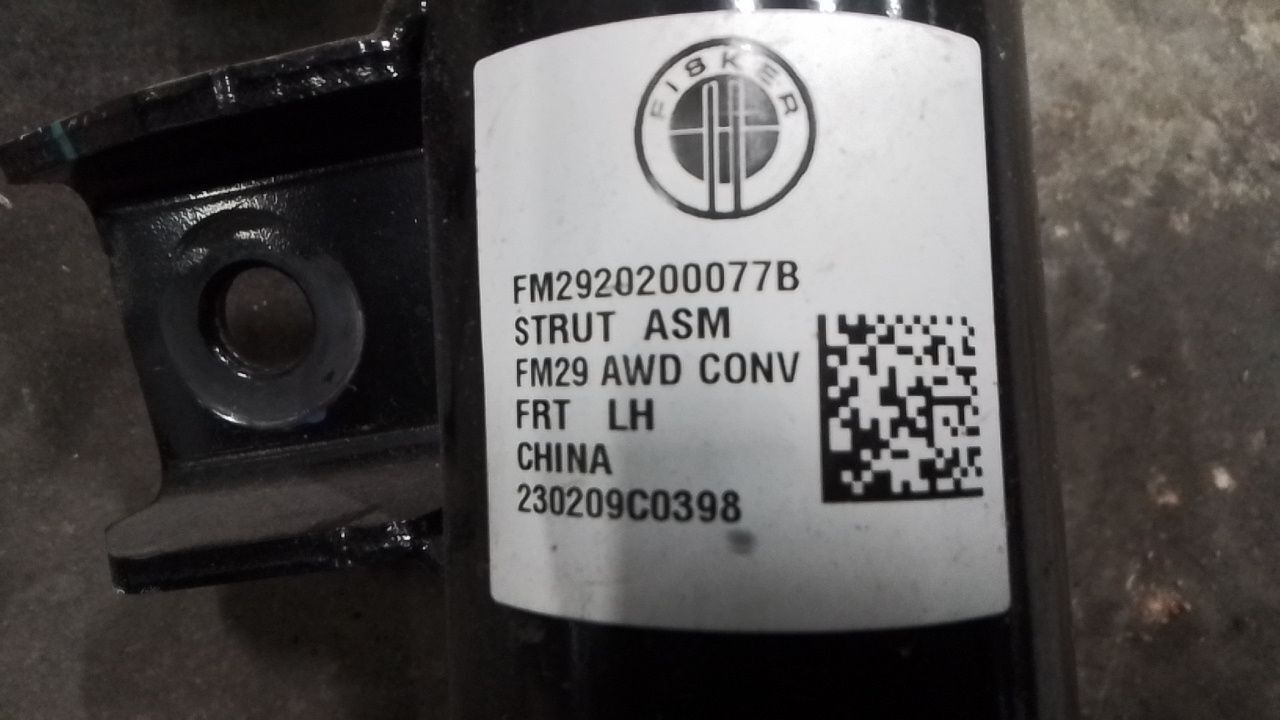 FISKER
FM2920200077B
STRUT ASM
FM29 AWD CONV
FRT LH
CHINA
230209C0398